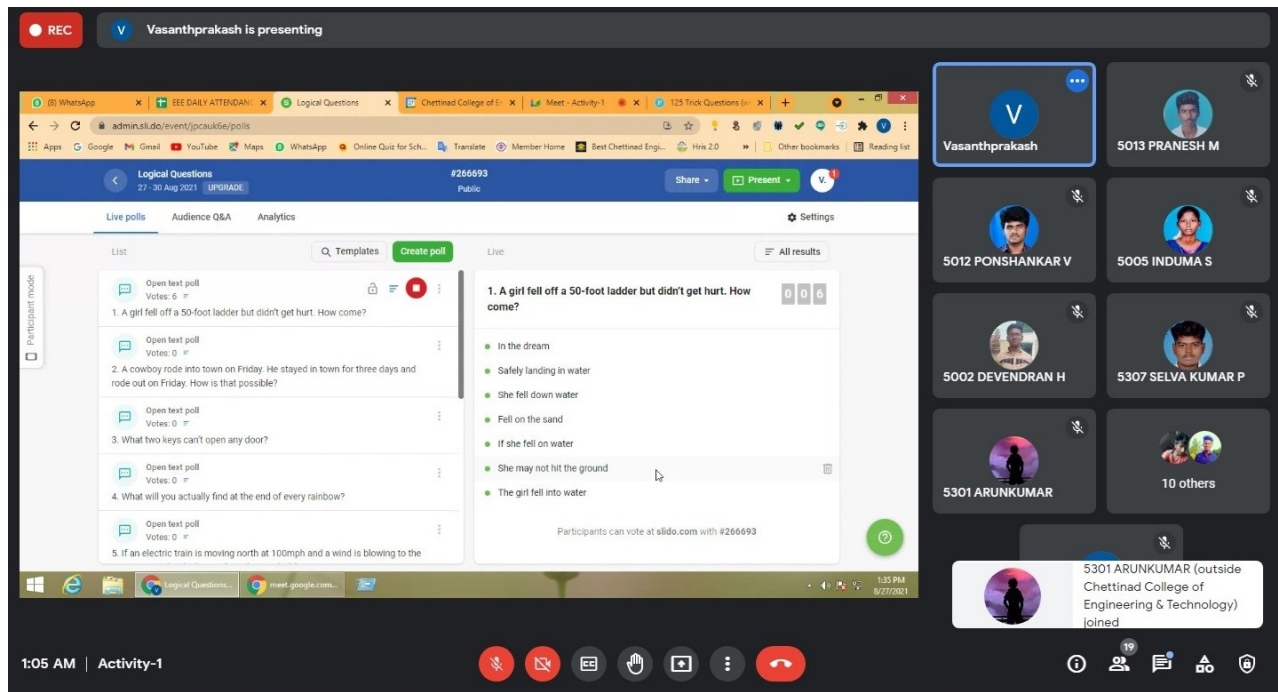 REC
V
Vasanthprakash is presenting
(8) WhatsApp
EEE DAILY ATTENDANC
Logical Questions
Chettinad College of E
Meet - Activity-1
125 Trick Questions (w
admin.sli.do/event/jpcauk6e/polls
Apps
Google
Gmail
YouTube
Maps
WhatsApp
Online Quiz for Sch...
Translate
Member Home
Best Chettinad Engi...
Hris 2.0
»
Other bookmarks
Reading list
Logical Questions
27 - 30 Aug 2021 UPGRADE
#266693
Public
Share
Present
V.
1
Live polls
Audience Q&A
Analytics
Settings
Participant mode
List
Templates
Create poll
Open text poll
Votes: 6
1. A girl fell off a 50-foot ladder but didn't get hurt. How come?
Open text poll
Votes: 0
2. A cowboy rode into town on Friday. He stayed in town for three days and
rode out on Friday. How is that possible?
Open text poll
Votes: 0
3. What two keys can't open any door?
Open text poll
Votes: 0
4. What will you actually find at the end of every rainbow?
Open text poll
Votes: 0
5. If an electric train is moving north at 100mph and a wind is blowing to the
Live
All results
1. A girl fell off a 50-foot ladder but didn't get hurt. How
come?
0 0 6
In the dream
Safely landing in water
She fell down water
Fell on the sand
If she fell on water
She may not hit the ground
The girl fell into water
Participants can vote at slido.com with #266693
Logical Questions...
meet.google.com...
1:35 PM
8/27/2021
V
Vasanthprakash
5013 PRANESH M
5012 PONSHANKAR V
5005 INDUMA S
5002 DEVENDRAN H
5307 SELVA KUMAR P
5301 ARUNKUMAR
10 others
5301 ARUNKUMAR (outside
Chettinad College of
Engineering & Technology)
joined
1:05 AM | Activity-1
CC
19